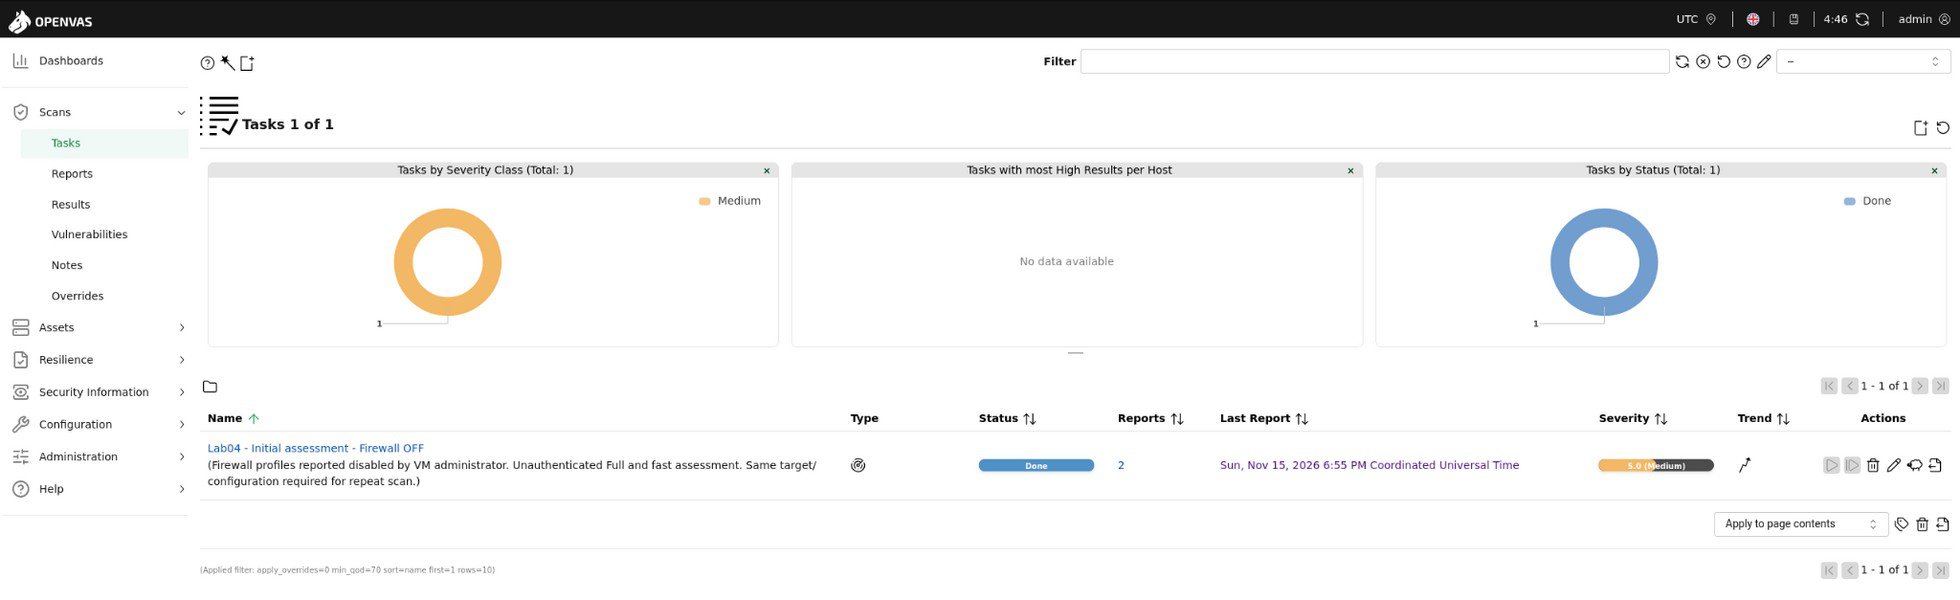 OPENVAS
UTC
4:46
admin
Dashboards
Scans
Tasks
Reports
Results
Vulnerabilities
Notes
Overrides
Assets
Resilience
Security Information
Configuration
Administration
Help
Filter
–
Tasks 1 of 1
Tasks by Severity Class (Total: 1) ×
Medium
1
Tasks with most High Results per Host ×
No data available
Tasks by Status (Total: 1) ×
Done
1
1 - 1 of 1
Name Type Status Reports Last Report Severity Trend Actions
Lab04 - Initial assessment - Firewall OFF
(Firewall profiles reported disabled by VM administrator. Unauthenticated Full and fast assessment. Same target/
configuration required for repeat scan.)
Done 2 Sun, Nov 15, 2026 6:55 PM Coordinated Universal Time 5.0 (Medium)
Apply to page contents
(Applied filter: apply_overrides=0 min_qod=70 sort=name first=1 rows=10)
1 - 1 of 1